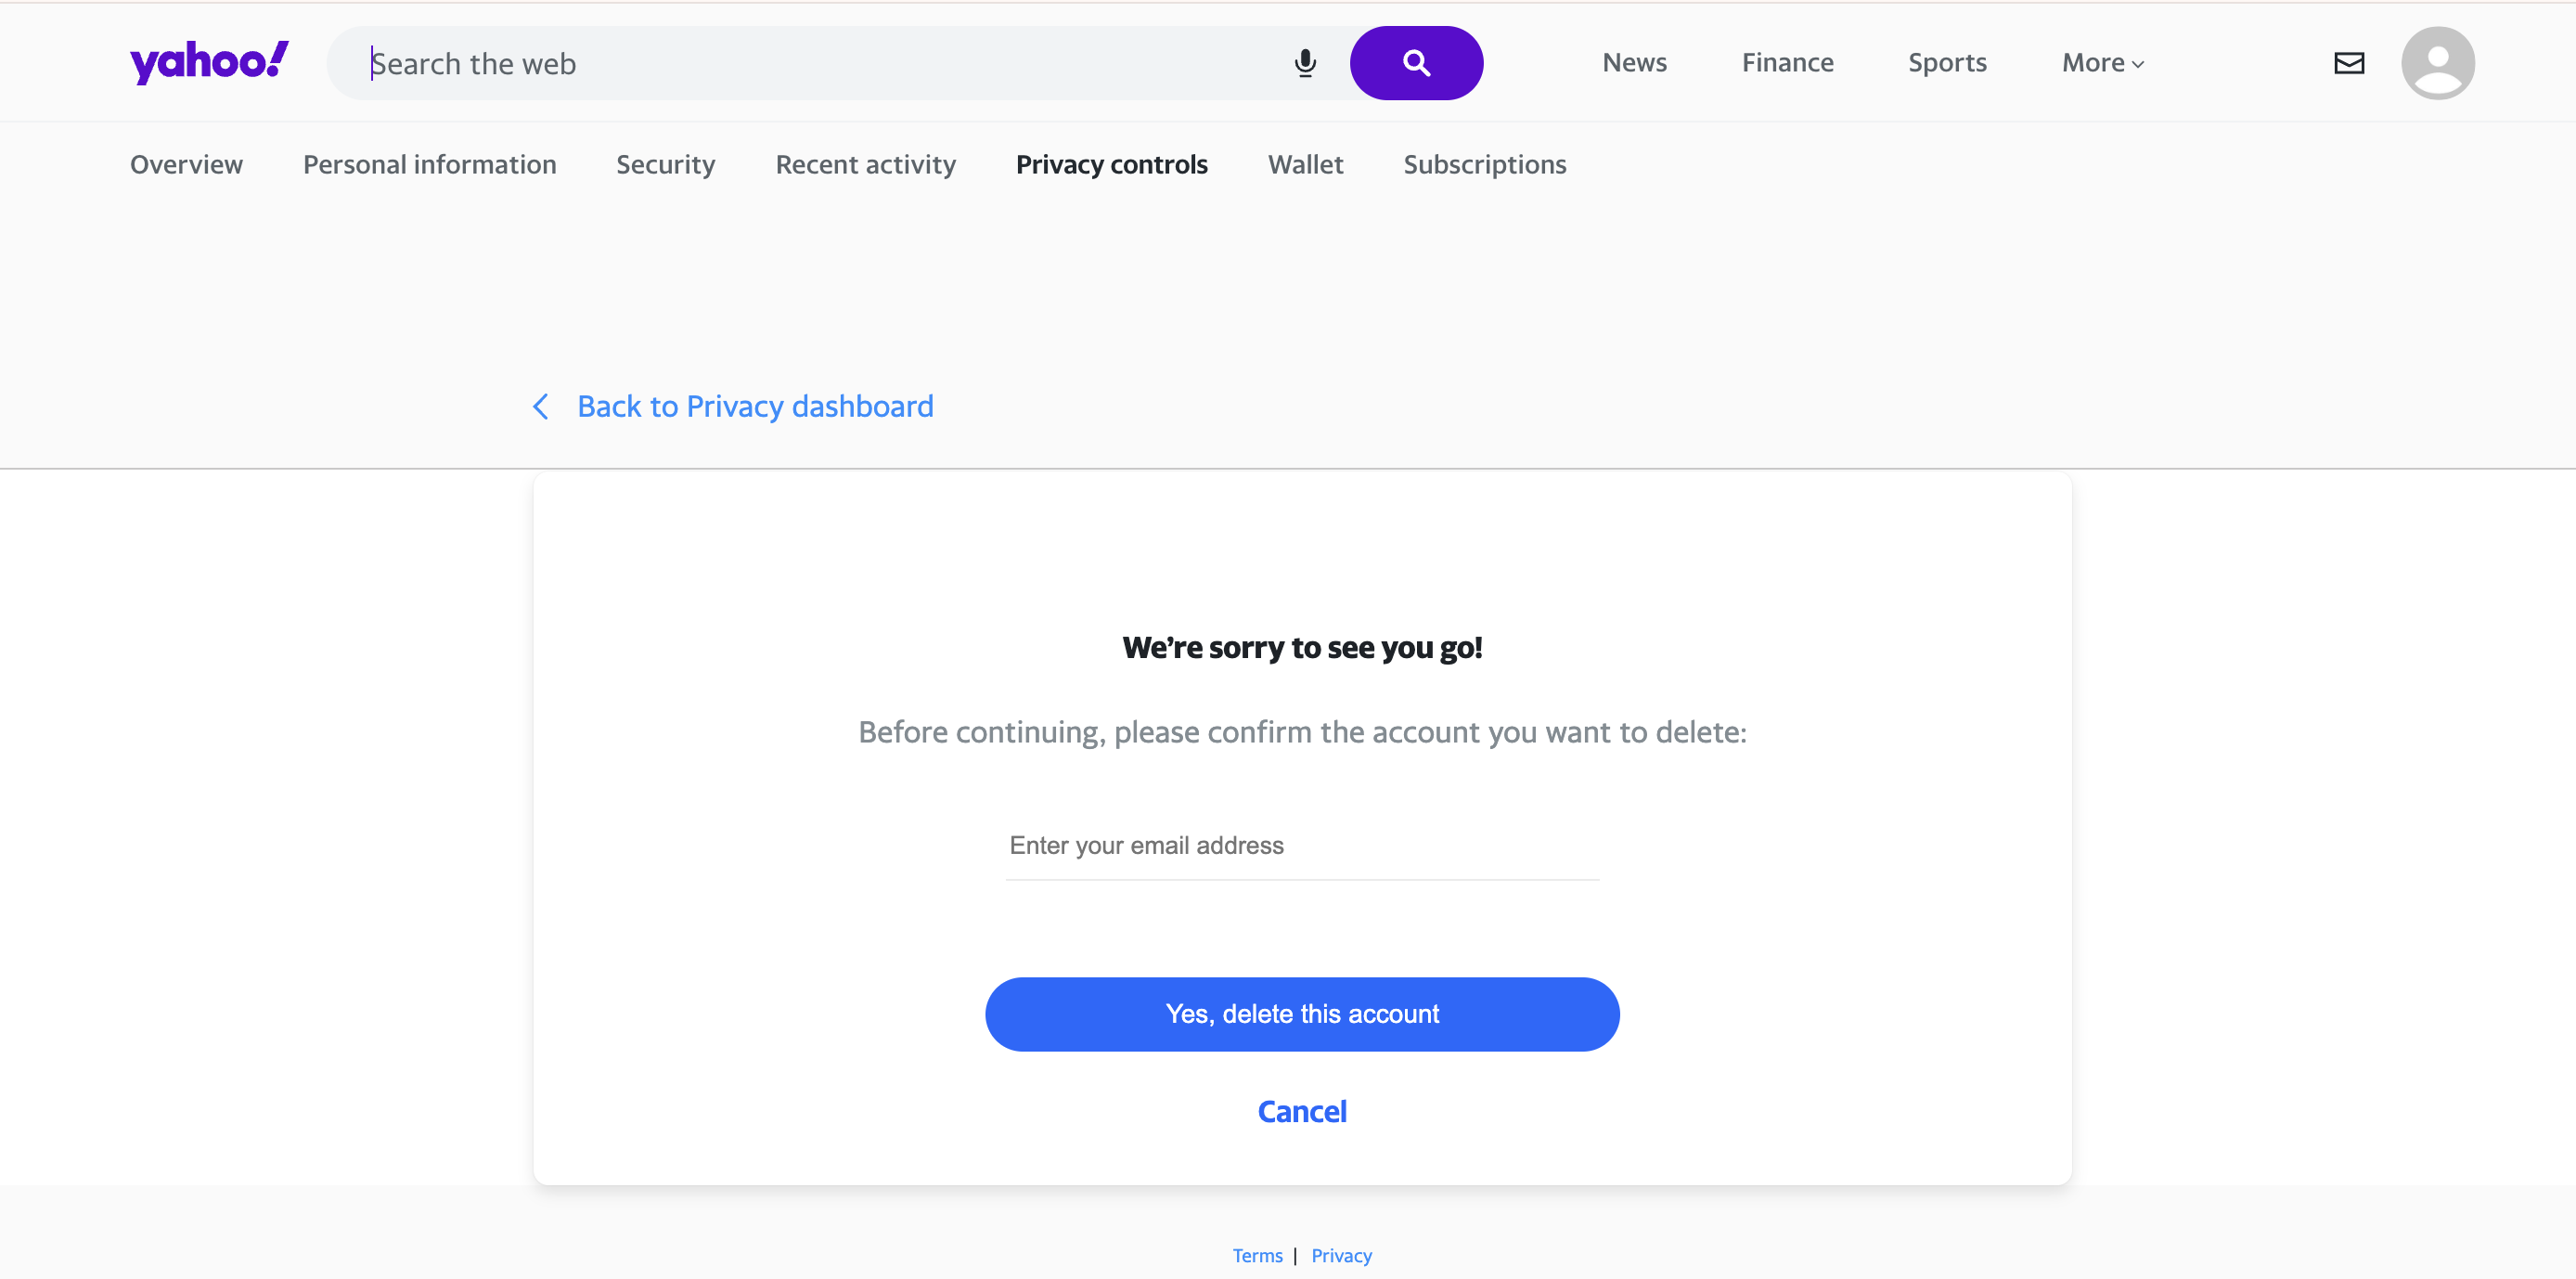 yahoo!
Search the web
News Finance Sports More
Overview Personal information Security Recent activity Privacy controls Wallet Subscriptions
Back to Privacy dashboard
We’re sorry to see you go!
Before continuing, please confirm the account you want to delete:
Enter your email address
Yes, delete this account
Cancel
Terms | Privacy